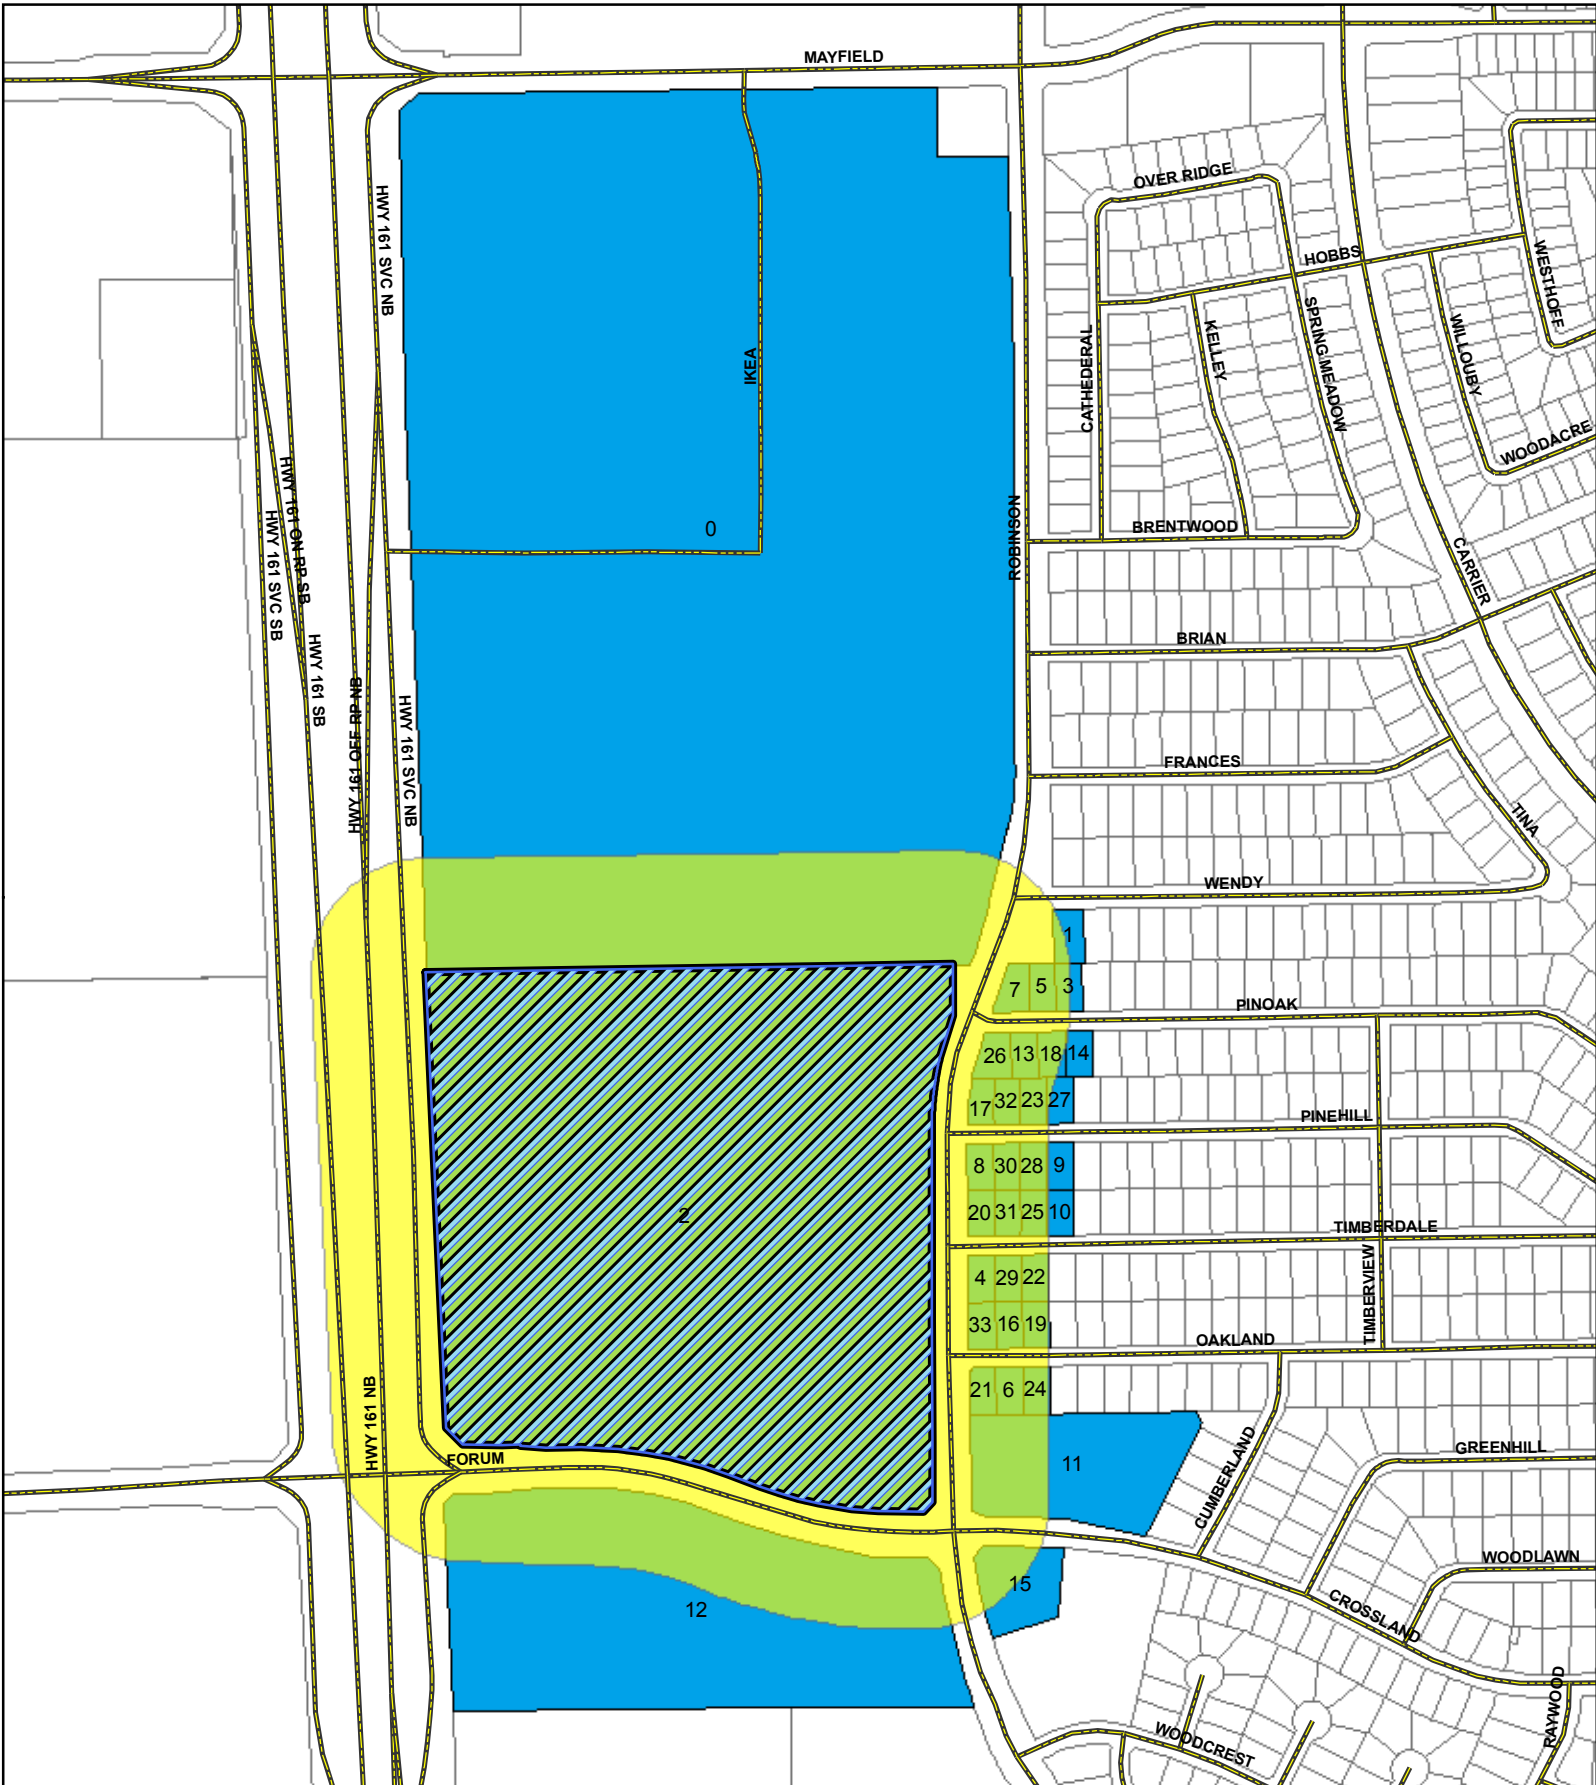 MAYFIELD
OVER RIDGE
HWY 161 SVC NB
HOBBS
WESTHOFF
KELLEY
SPRING MEADOW
WILLOUBY
IKEA
CATHEDERAL
WOODACRE
HWY 161 ON RP SB
HWY 161 SVC SB
0
ROBINSON
BRENTWOOD
CARRIER
BRIAN
HWY 161 SB
HWY 161 OFF RP NB
HWY 161 SVC NB
FRANCES
TINA
WENDY
1
7 5 3
PINOAK
26 13 18 14
17 32 23 27
PINEHILL
8 30 28 9
2
20 31 25 10
TIMBERDALE
4 29 22
TIMBERVIEW
33 16 19
OAKLAND
21 6 24
HWY 161 NB
FORUM
11
CUMBERLAND
GREENHILL
WOODLAWN
15
12
CROSSLAND
RAYWOOD
WOODCREST